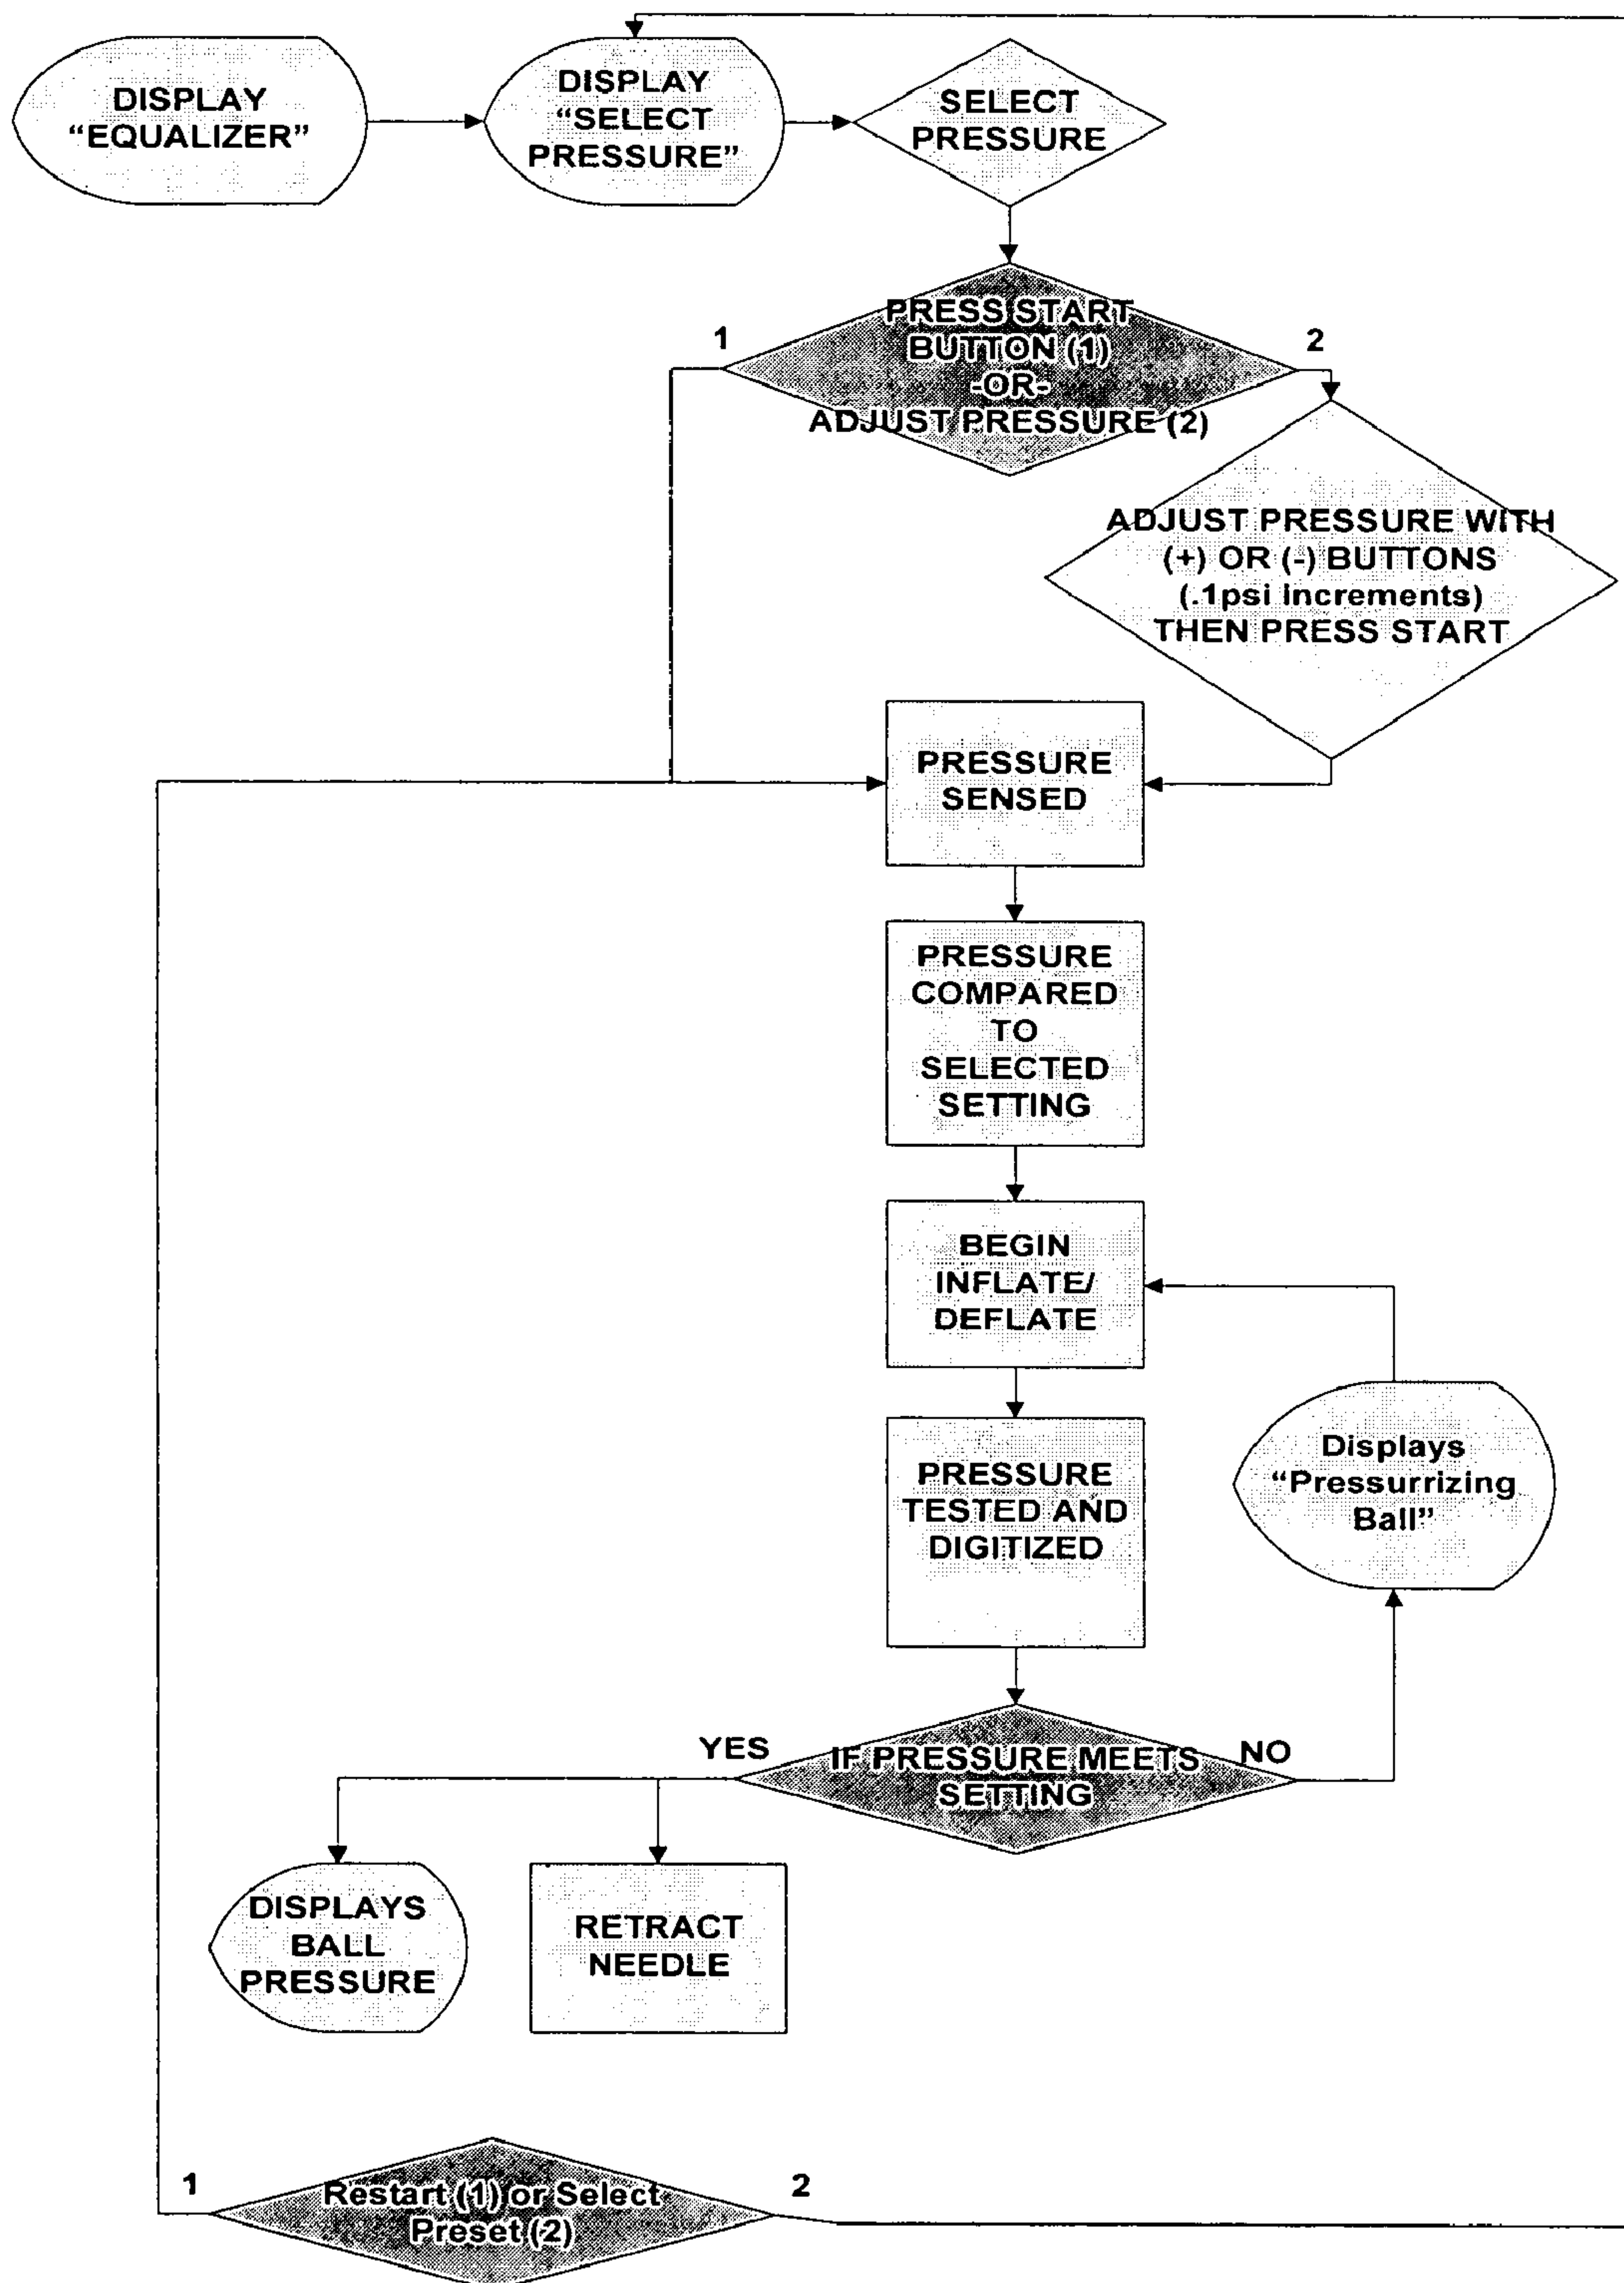 DISPLAY
“EQUALIZER”
DISPLAY
“SELECT
PRESSURE”
SELECT
PRESSURE
PRESS START
BUTTON (1)
-OR-
ADJUST PRESSURE (2)
1
2
ADJUST PRESSURE WITH
(+) OR (-) BUTTONS
(.1psi increments)
THEN PRESS START
PRESSURE
SENSED
PRESSURE
COMPARED
TO
SELECTED
SETTING
BEGIN
INFLATE/
DEFLATE
PRESSURE
TESTED AND
DIGITIZED
Displays
“Pressurrizing
Ball”
YES
IF PRESSURE MEETS
SETTING
NO
DISPLAYS
BALL
PRESSURE
RETRACT
NEEDLE
1
Restart (1) or Select
Preset (2)
2